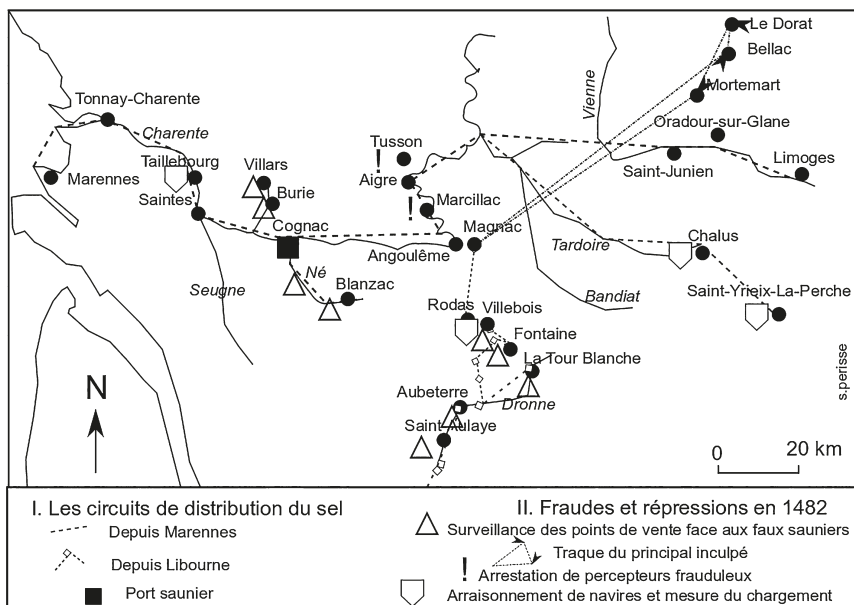 Le Dorat
Bellac
Mortemart
Oradour-sur-Glane
Vienne
Saint-Junien
Limoges
Tonnay-Charente
Charente
Taillebourg
Villars
Marennes
Burie
Saintes
Cognac
Tusson
!
Aigre
!
Marcillac
Magnac
Angoulême
Tardoire
Chalus
Seugne
Né
Blanzac
Bandiat
Saint-Yrieix-La-Perche
Rodas
Villebois
Fontaine
La Tour Blanche
Aubeterre
Dronne
Saint-Aulaye
N
s.perisse
0 20 km
I. Les circuits de distribution du sel
Depuis Marennes
Depuis Libourne
Port saunier
II. Fraudes et répressions en 1482
Surveillance des points de vente face aux faux sauniers
Traque du principal inculpé
! Arrestation de percepteurs frauduleux
Arraisonnement de navires et mesure du chargement